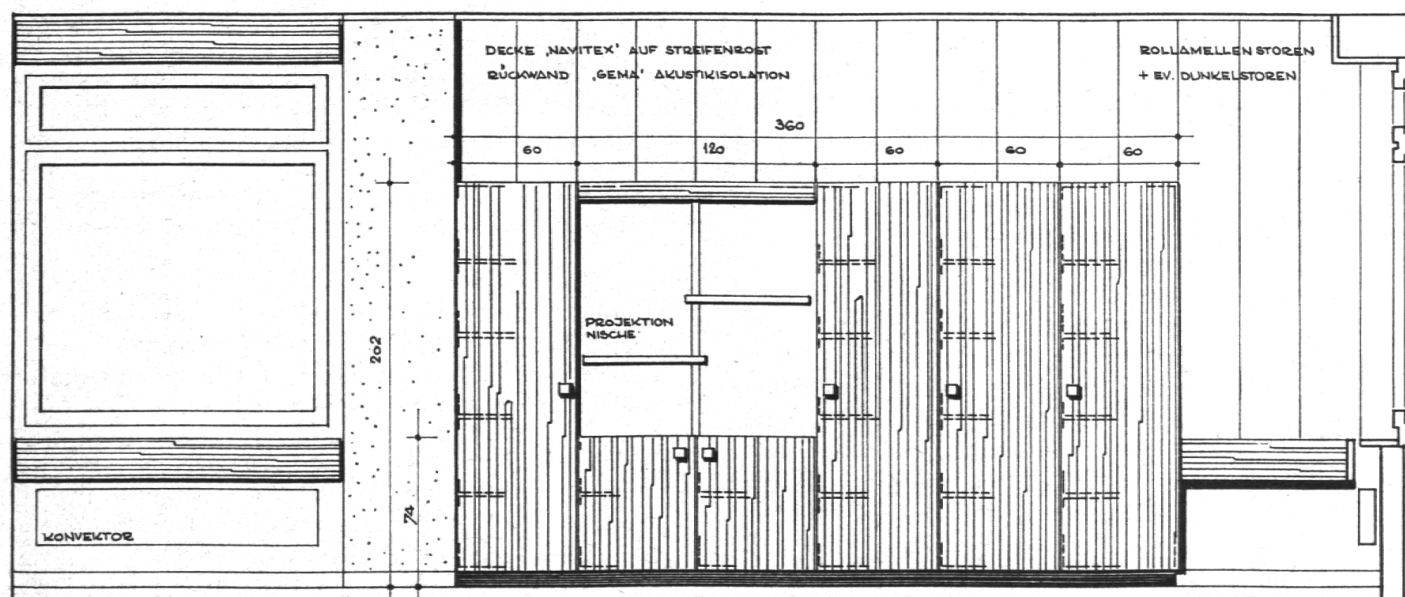 DECKE ‚NAVITEX' AUF STREIFENROST
RÜCKWAND ‚GEMA' AKUSTIKISOLATION
ROLLAMELLEN STOREN
+ EV. DUNKELSTOREN
360
60 120 60 60 60
PROJEKTION
NISCHE
202
74
KONVEKTOR